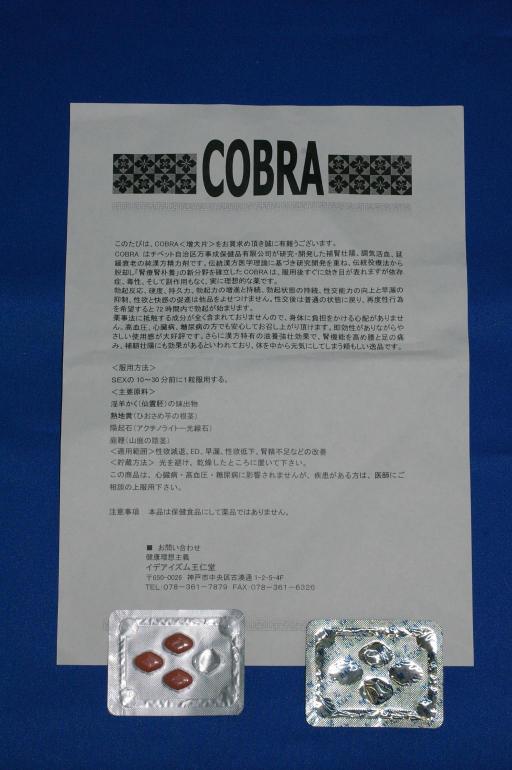 COBRA
このたびは、COBRA<増大片>をお買求め頂き誠に有難うございます。
COBRA はチベット自治区万事成保健品有限公司が研究・開発した補腎壮陽、調気活血、延
緩衰老の純漢方精力剤です。伝統漢方医学理論に基づき研究開発を重ね、伝統役療法から
脱却し「腎療腎補養」の新分野を確立した COBRA は、服用後すぐに効き目が表れますが依存
症、毒性、そして副作用もなく、実に理想的な薬です。
勃起反応、硬度、持久力、勃起力の増進と持続、勃起状態の持続、性交能力の向上と早漏の
抑制、性欲と快感の促進は他品をよせつけません。性交後は普通の状態に戻り、再度性行為
を希望すると 72 時間内で勃起が始まります。
薬事法に抵触する成分が全く含まれておりませんので、身体に負担をかける心配がありませ
ん。高血圧、心臓病、糖尿病の方でも安心してお召し上がり頂けます。即効性がありながらや
さしい使用感が大好評です。さらに漢方特有の滋養強壮効果で、腎機能を高め腰と足の痛
み、補腎壮陽にも効果があるといわれており、体を中から元気にしてしまう頼もしい逸品です。
<服用方法>
SEXの 10～30 分前に1粒服用する。
<主要原料>
淫羊かく(仙霊脾)の抽出物
熟地黄(ひおさめ芋の根茎)
陽起石(アクチノライト―光線石)
(山鹿の陰茎)
<適用範囲>性欲減退、ED、早漏、性欲低下、腎精不足などの改善
<貯蔵方法> 光を避け、乾燥したところに置いて下さい。
この商品は、心臓病・高血圧・糖尿病に影響されませんが、疾患がある方は、医師にご
相談の上服用下さい。
注意事項 本品は保健食品にして薬品ではありません。
■ お問い合わせ
健康理想主義
イデアイズム王仁堂
〒650-0026 神戸市中央区古湊通 1-2-5-4F
TEL:078-361-7879 FAX:078-361-6326